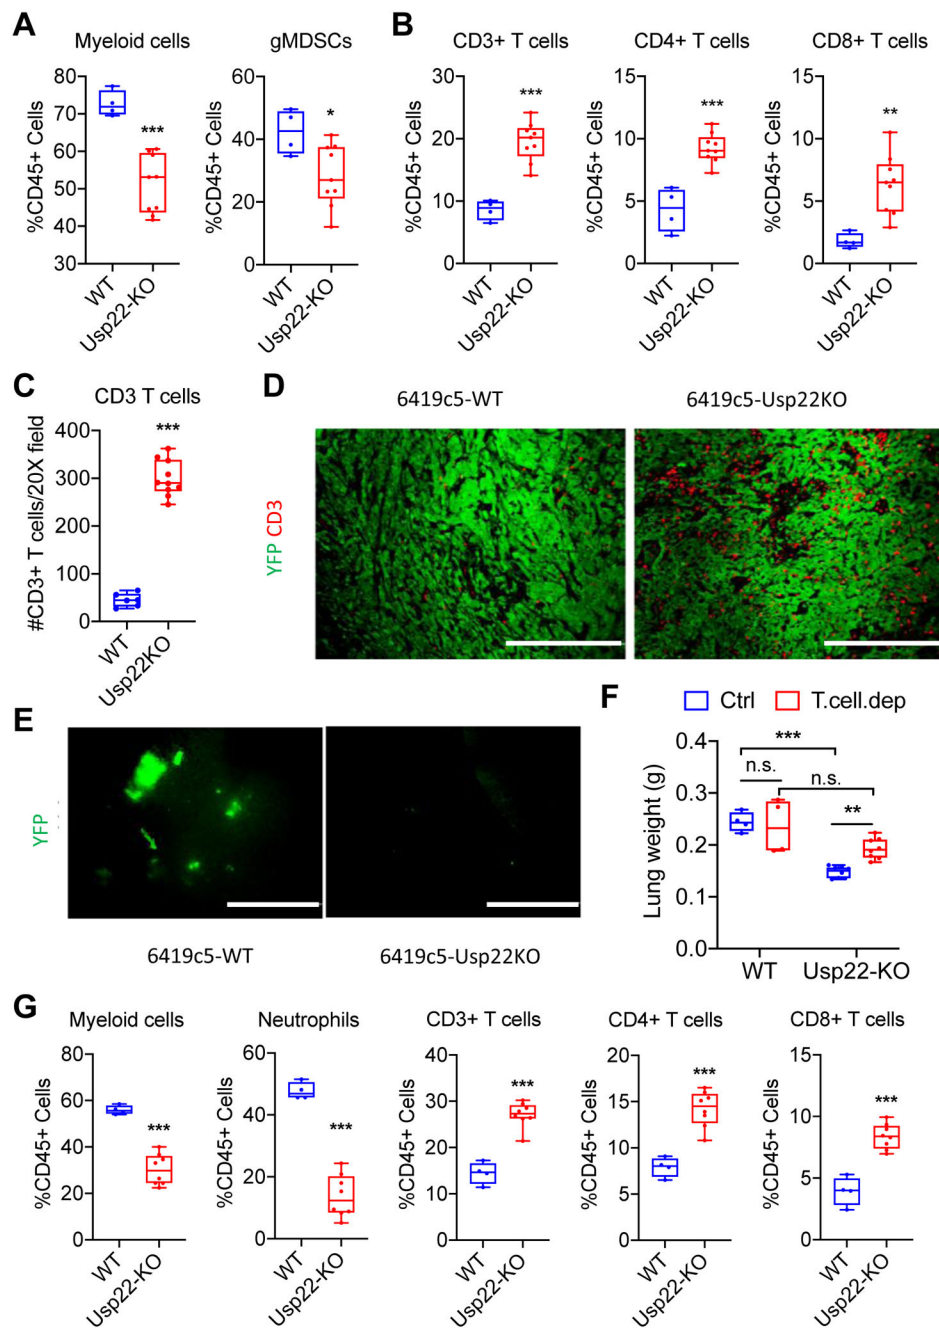 A
Myeloid cells
gMDSCs
%CD45+ Cells
80
70
60
50
40
30
***
WT
Usp22-KO
%CD45+ Cells
60
40
20
0
*
WT
Usp22-KO
B
CD3+ T cells
CD4+ T cells
CD8+ T cells
%CD45+ Cells
30
20
10
0
***
WT
Usp22-KO
%CD45+ Cells
15
10
5
0
***
WT
Usp22-KO
%CD45+ Cells
15
10
5
0
**
WT
Usp22-KO
C
CD3 T cells
#CD3+ T cells/20X field
400
300
200
100
0
***
WT
Usp22KO
D
6419c5-WT
6419c5-Usp22KO
YFP CD3
E
YFP
6419c5-WT
6419c5-Usp22KO
F
Ctrl
T.cell.dep
Lung weight (g)
0.4
0.3
0.2
0.1
0.0
***
n.s.
n.s.
**
WT
Usp22-KO
G
Myeloid cells
Neutrophils
CD3+ T cells
CD4+ T cells
CD8+ T cells
%CD45+ Cells
80
60
40
20
0
***
WT
Usp22-KO
%CD45+ Cells
60
40
20
0
***
WT
Usp22-KO
%CD45+ Cells
40
30
20
10
0
***
WT
Usp22-KO
%CD45+ Cells
20
15
10
5
0
***
WT
Usp22-KO
%CD45+ Cells
15
10
5
0
***
WT
Usp22-KO